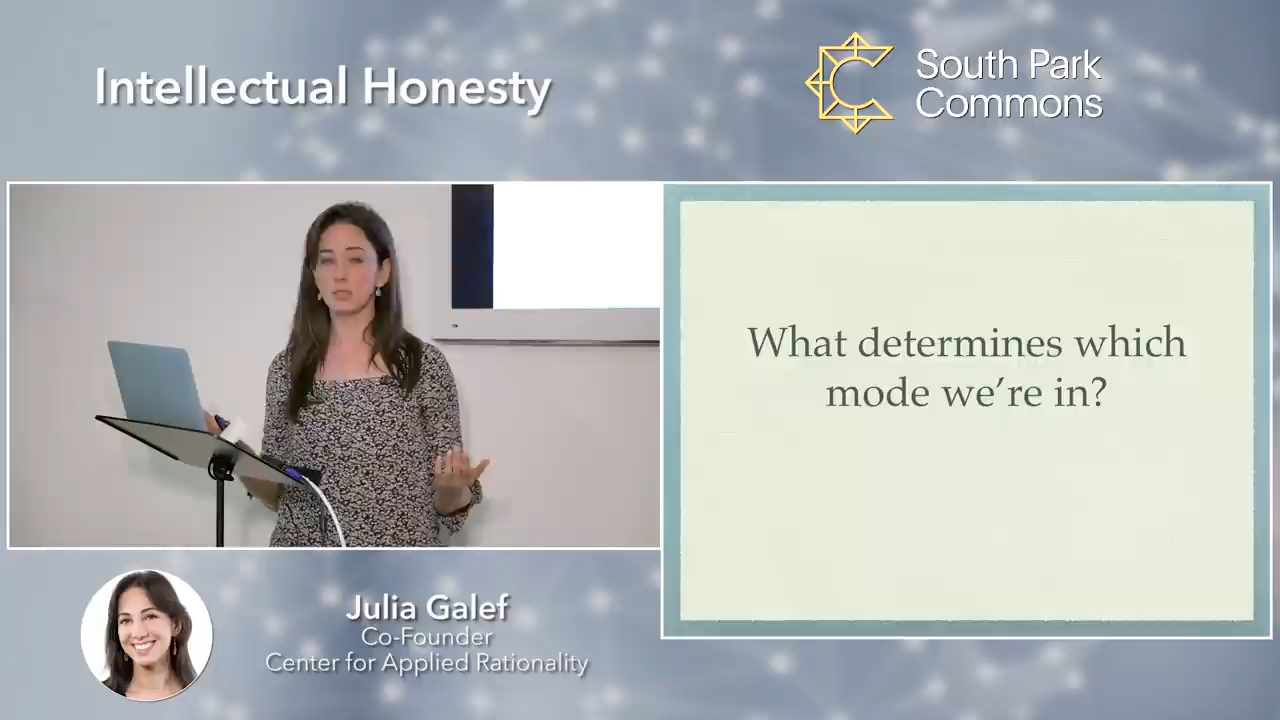 Intellectual Honesty
South Park
Commons
What determines which
mode we're in?
Julia Galef
Co-Founder
Center for Applied Rationality